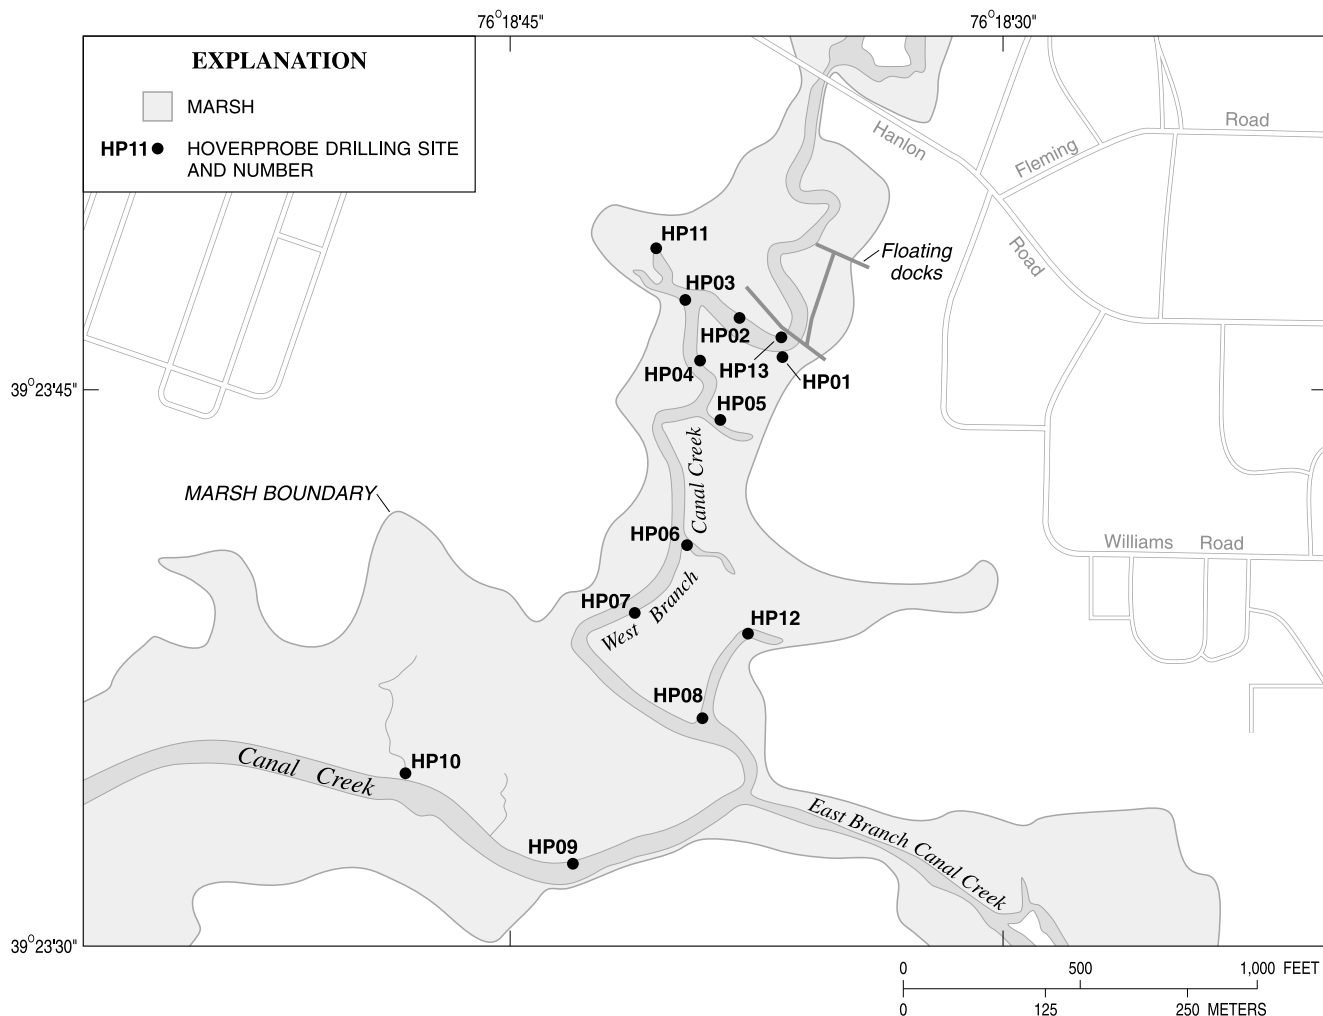 76°18'45"
76°18'30"
EXPLANATION
MARSH
HP11 HOVERPROBE DRILLING SITE
AND NUMBER
Hanlon
Road
Fleming
Road
HP11
Floating
docks
HP03
HP02
HP13
HP04
HP01
39°23'45"
HP05
Canal Creek
MARSH BOUNDARY
HP06
Williams Road
West Branch
HP07
HP12
HP08
Canal Creek
HP10
East Branch Canal Creek
HP09
39°23'30"
0 500 1,000 FEET
0 125 250 METERS